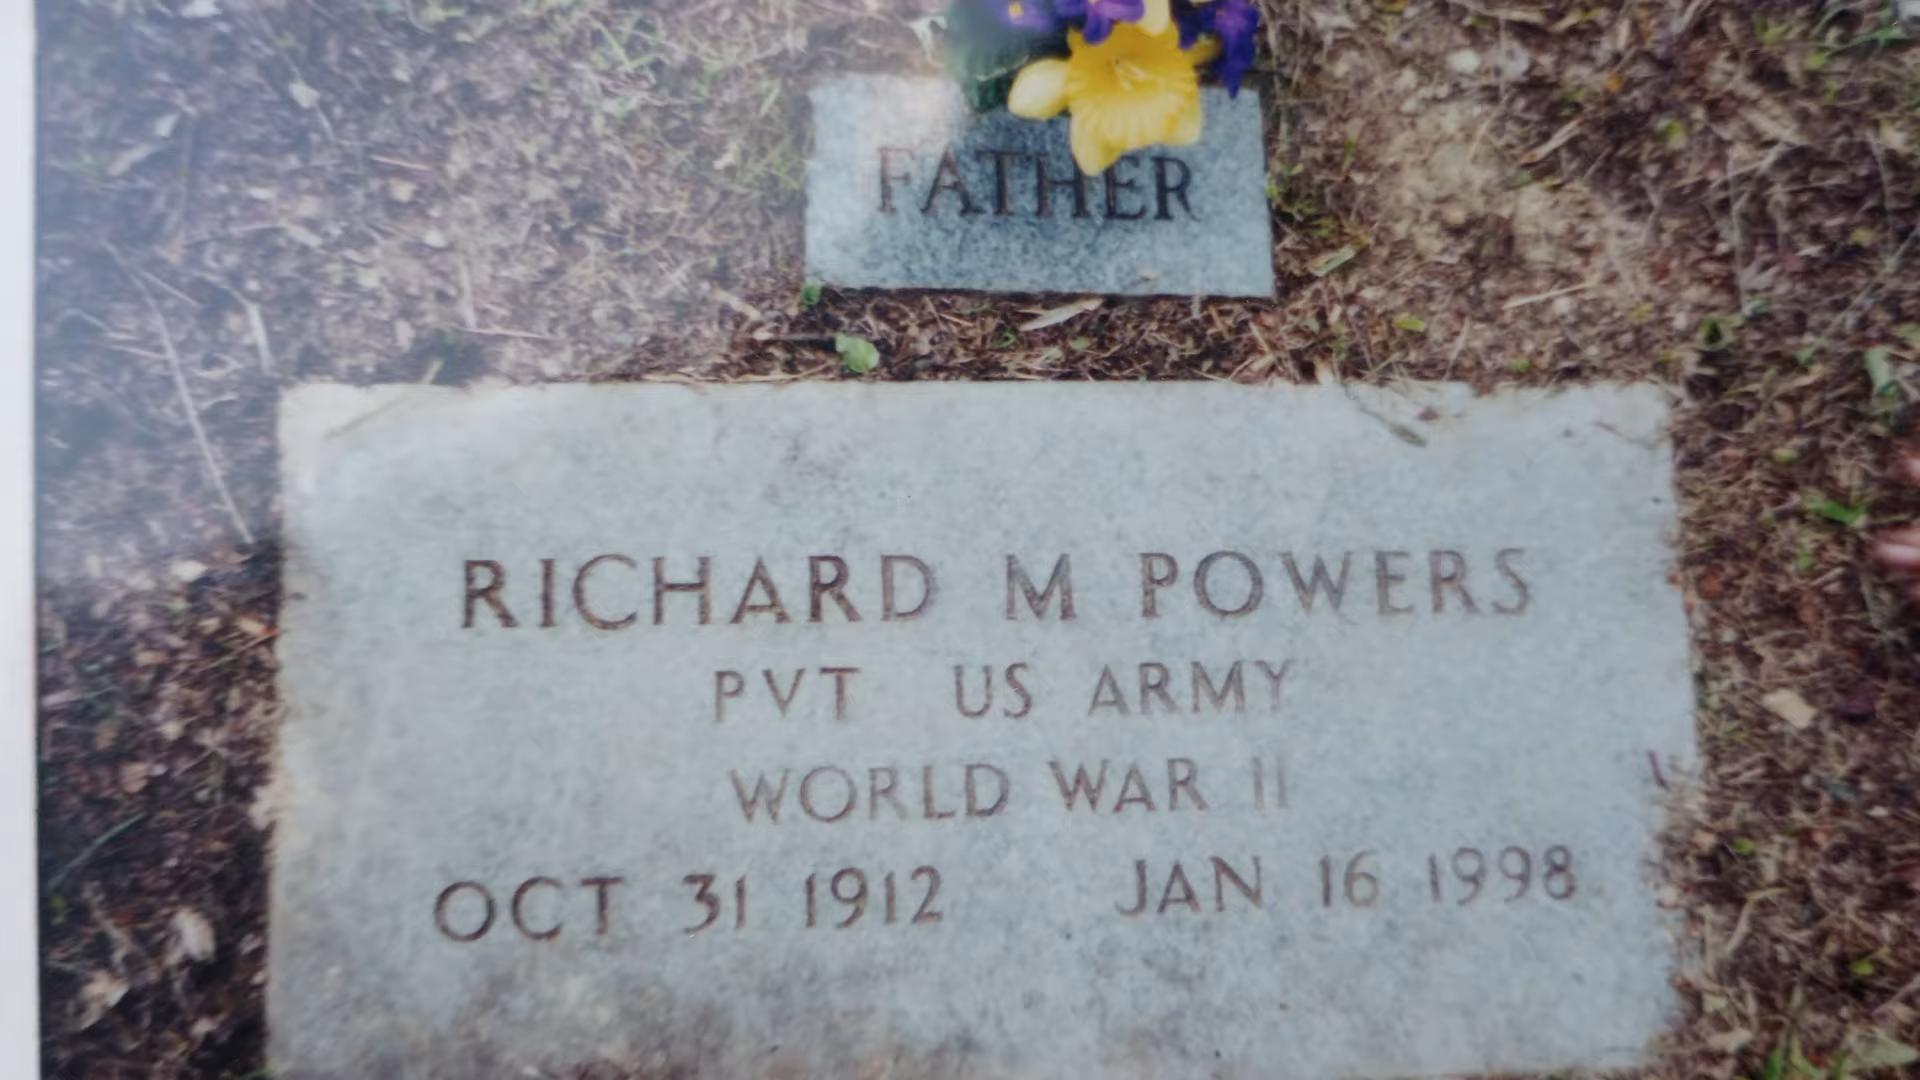 FATHER
RICHARD M POWERS
PVT US ARMY
WORLD WAR II
OCT 31 1912 JAN 16 1998